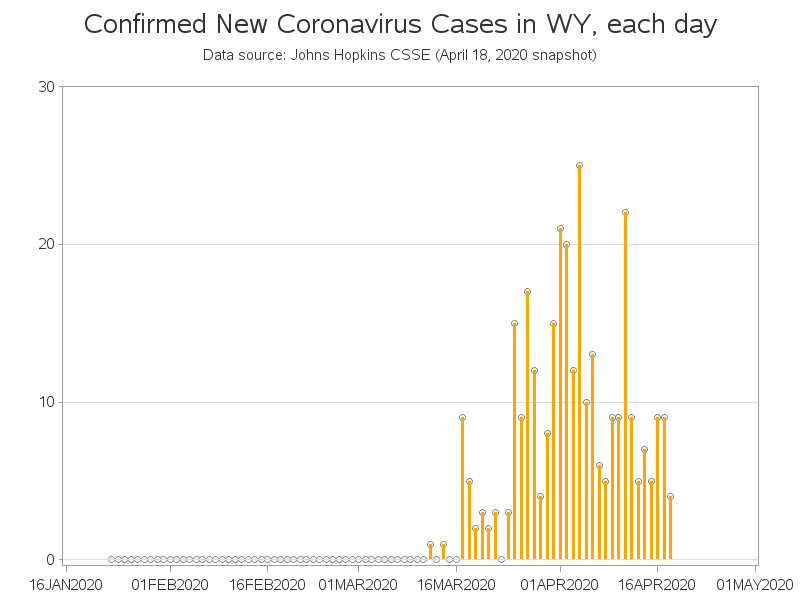 Confirmed New Coronavirus Cases in WY, each day
Data source: Johns Hopkins CSSE (April 18, 2020 snapshot)
30
20
10
0
16JAN2020 01FEB2020 16FEB2020 01MAR2020 16MAR2020 01APR2020 16APR2020 01MAY2020